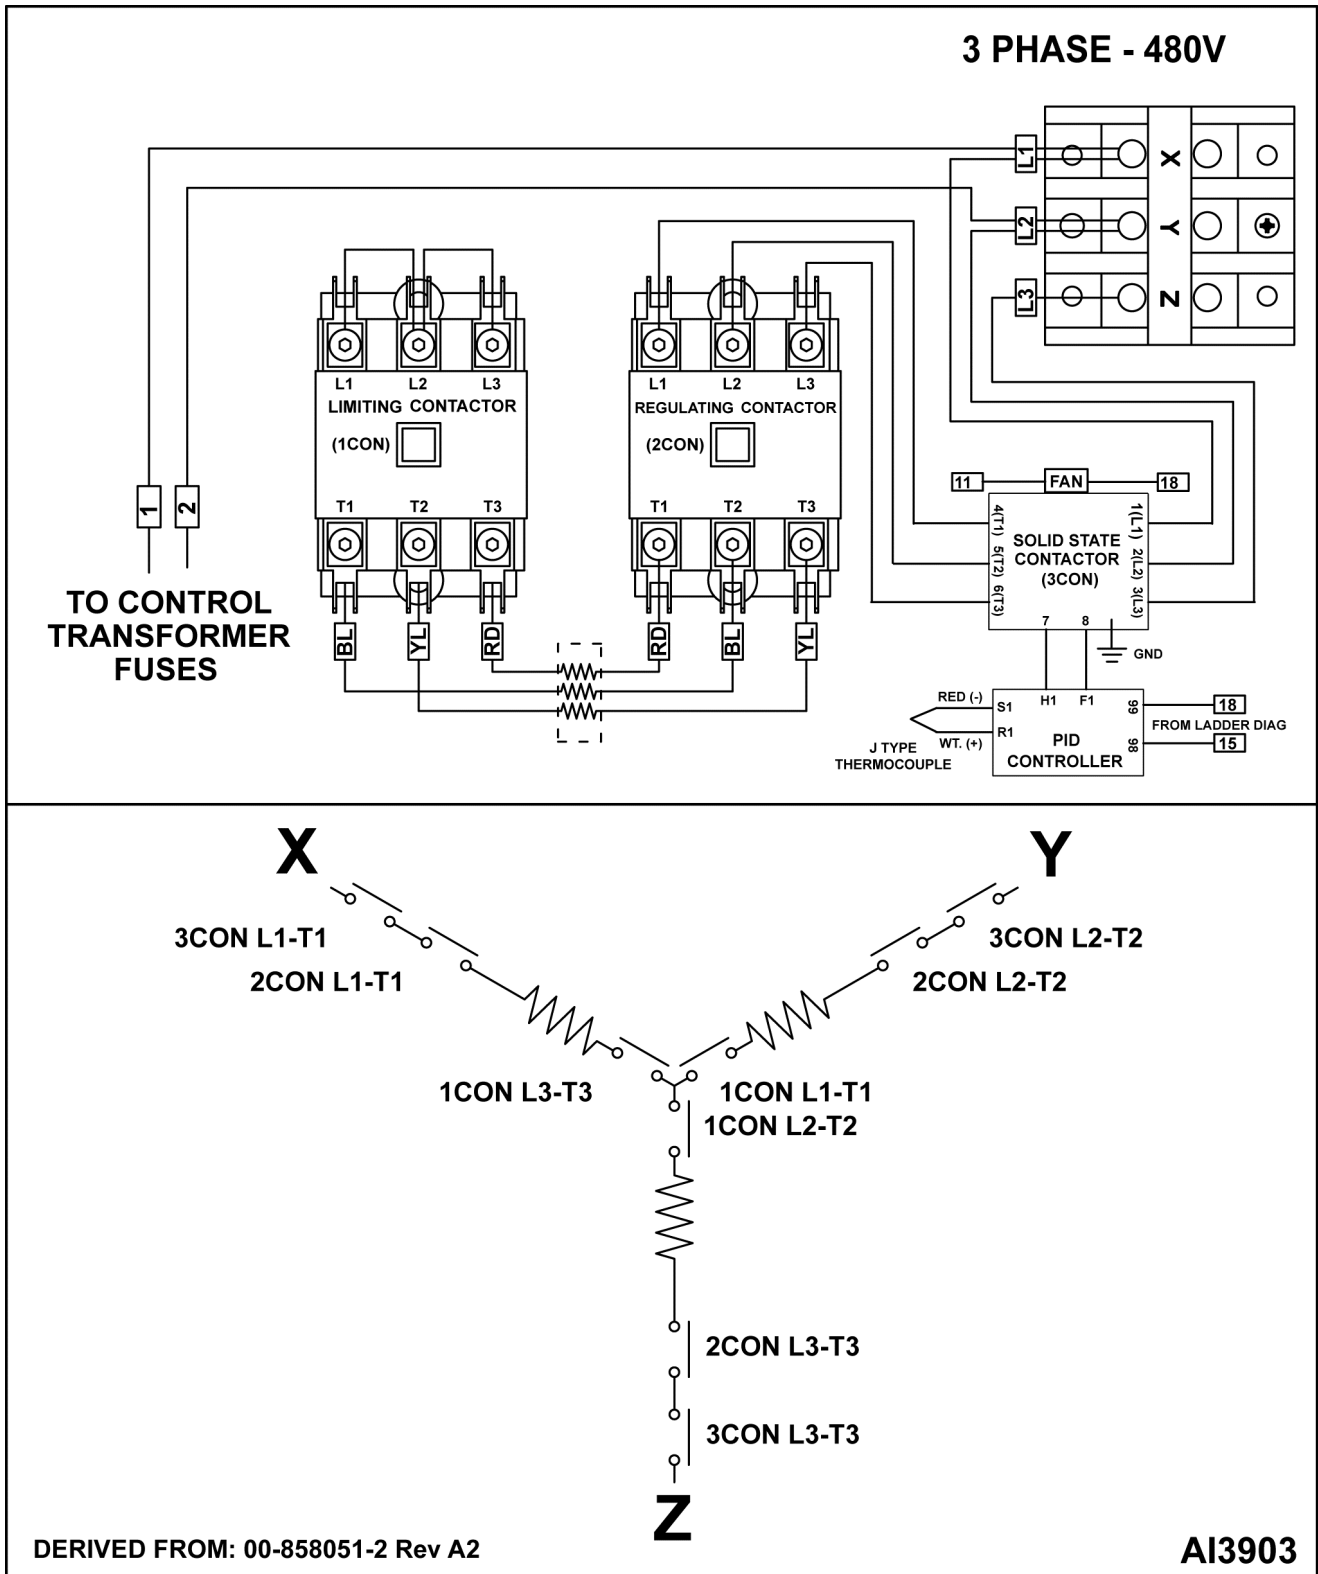 3 PHASE - 480V
L1
X
L2
Y
L3
Z
L1 L2 L3
LIMITING CONTACTOR
(1CON)
T1 T2 T3
L1 L2 L3
REGULATING CONTACTOR
(2CON)
T1 T2 T3
1
2
TO CONTROL
TRANSFORMER
FUSES
BL
YL
RD
RD
BL
YL
11
FAN
18
4(T1)
5(T2)
6(T3)
SOLID STATE
CONTACTOR
(3CON)
1(L1)
2(L2)
3(L3)
7 8
GND
RED (-)
WT. (+)
J TYPE
THERMOCOUPLE
S1
R1
H1 F1
PID
CONTROLLER
99
98
18
FROM LADDER DIAG
15
X
Y
3CON L1-T1
2CON L1-T1
3CON L2-T2
2CON L2-T2
1CON L3-T3
1CON L1-T1
1CON L2-T2
2CON L3-T3
3CON L3-T3
Z
DERIVED FROM: 00-858051-2 Rev A2
AI3903